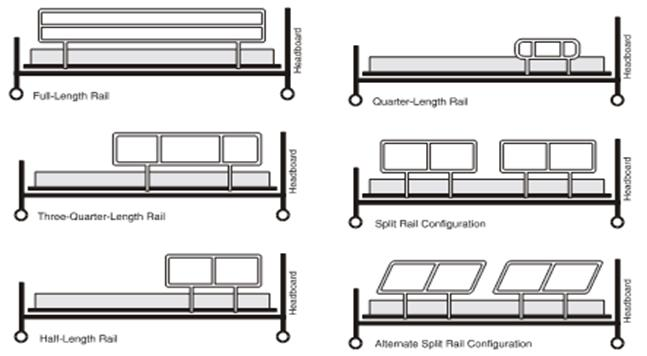 Headboard
Full-Length Rail
Headboard
Quarter-Length Rail
Headboard
Three-Quarter-Length Rail
Headboard
Split Rail Configuration
Headboard
Half-Length Rail
Headboard
Alternate Split Rail Configuration